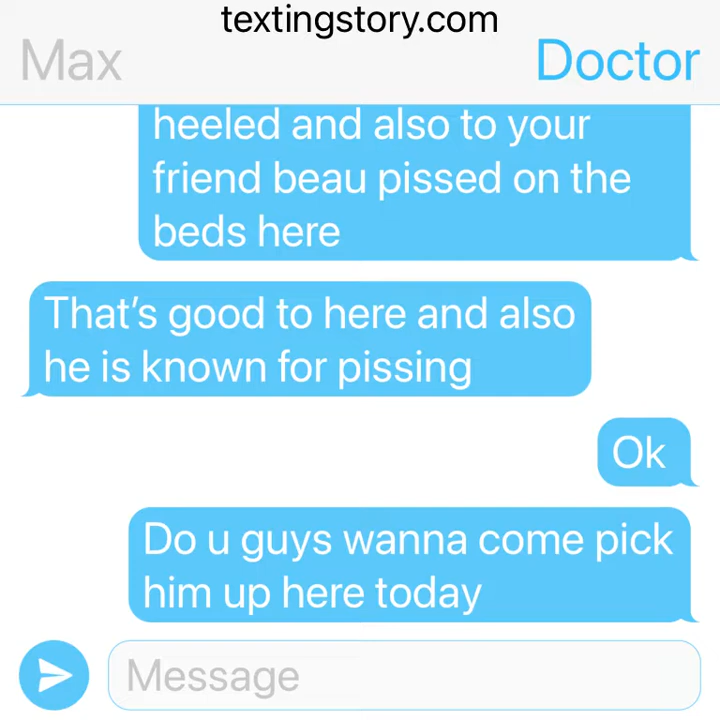 textingstory.com
Max
Doctor
heeled and also to your
friend beau pissed on the
beds here
That's good to here and also
he is known for pissing
Ok
Do u guys wanna come pick
him up here today
Message